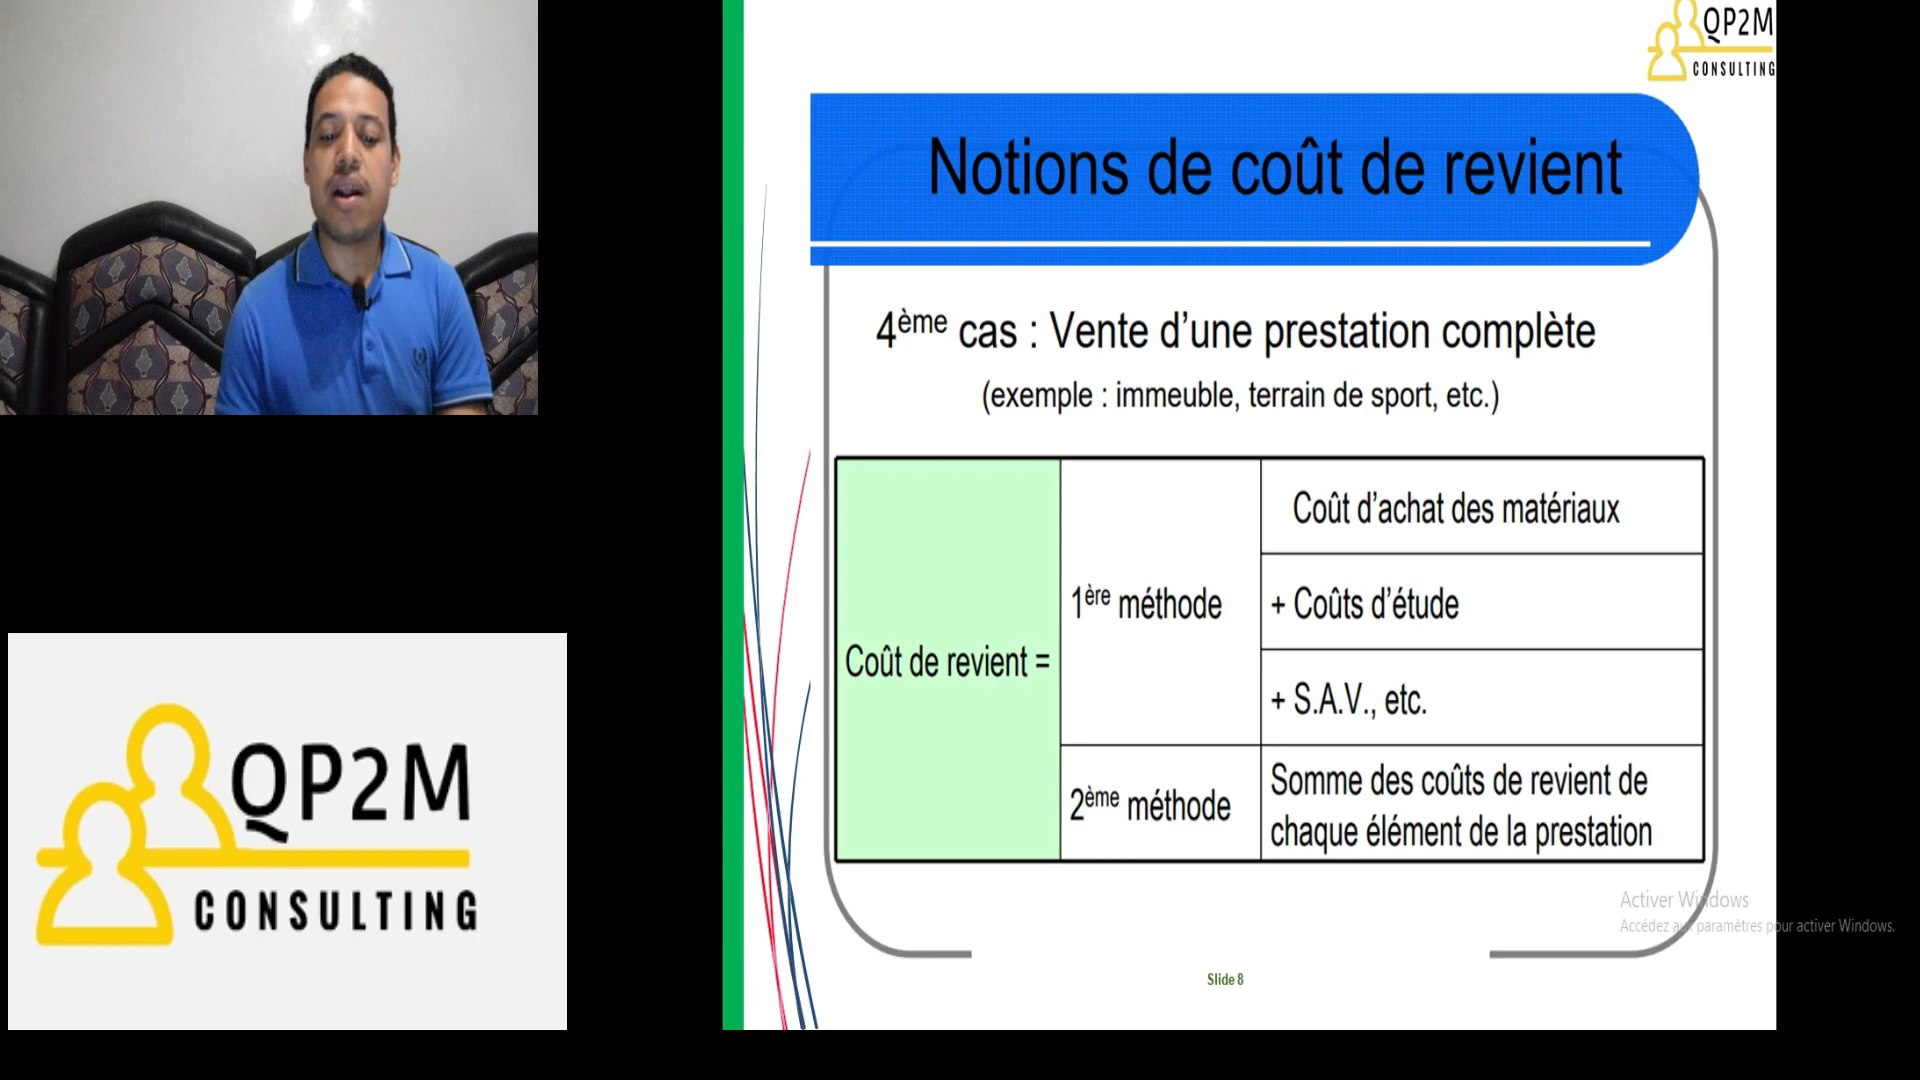 QP2M
CONSULTING
Notions de coût de revient
4ème cas : Vente d’une prestation complète
(exemple : immeuble, terrain de sport, etc.)
Coût de revient =
1ère méthode
Coût d’achat des matériaux
+ Coûts d’étude
+ S.A.V., etc.
2ème méthode
Somme des coûts de revient de
chaque élément de la prestation
QP2M
CONSULTING
Activer Windows
Accédez aux paramètres pour activer Windows.
Slide 8